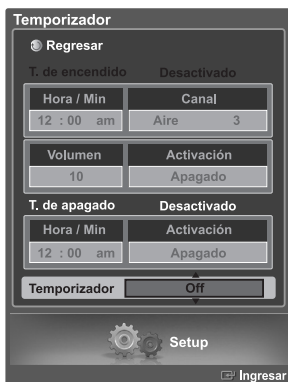 Temporizador
Regresar
T. de encendido Desactivado
Hora / Min Canal
12 : 00 am Aire 3
Volumen Activación
10 Apagado
T. de apagado Desactivado
Hora / Min Activación
12 : 00 am Apagado
Temporizador Off
Setup
Ingresar